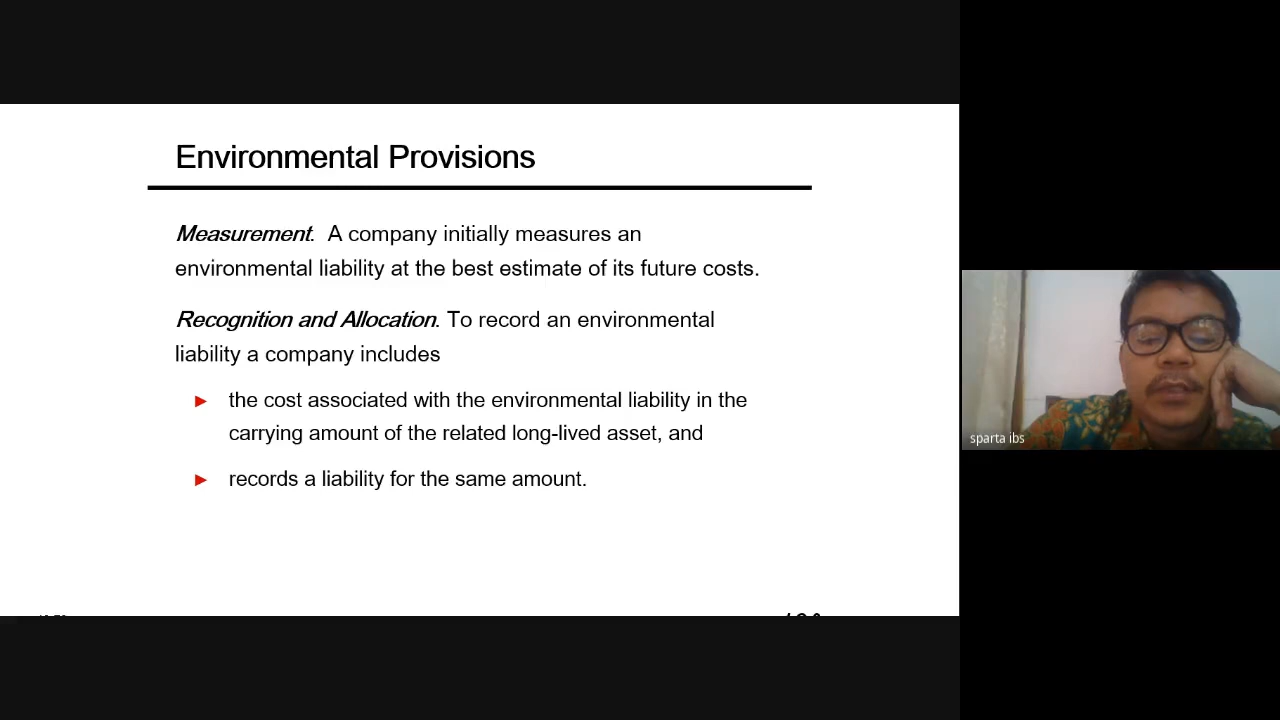 Environmental Provisions
Measurement. A company initially measures an
environmental liability at the best estimate of its future costs.
Recognition and Allocation. To record an environmental
liability a company includes
► the cost associated with the environmental liability in the
carrying amount of the related long-lived asset, and
► records a liability for the same amount.
sparta ibs